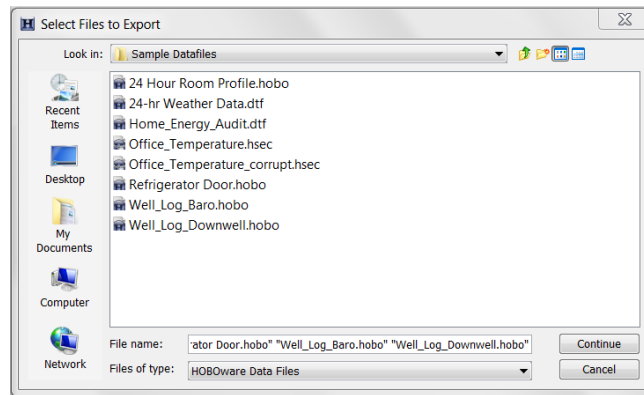 Select Files to Export
Look in: Sample Datafiles
Recent
Items
Desktop
My
Documents
Computer
Network
24 Hour Room Profile.hobo
24-hr Weather Data.dtf
Home_Energy_Audit.dtf
Office_Temperature.hsec
Office_Temperature_corrupt.hsec
Refrigerator Door.hobo
Well_Log_Baro.hobo
Well_Log_Downwell.hobo
File name: ator Door.hobo" "Well_Log_Baro.hobo" "Well_Log_Downwell.hobo" Continue
Files of type: HOBOware Data Files Cancel